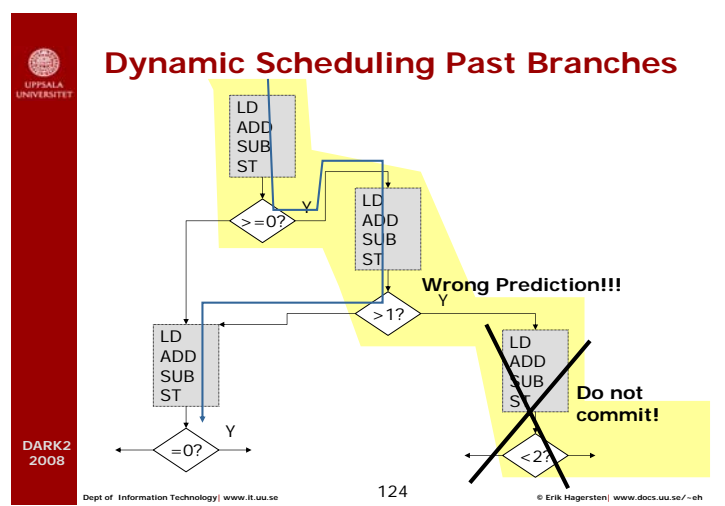 Dynamic Scheduling Past Branches
UPPSALA
UNIVERSITET
LD
ADD
SUB
ST
>=0?
Y
LD
ADD
SUB
ST
Wrong Prediction!!!
>1?
Y
LD
ADD
SUB
ST
=0?
Y
LD
ADD
SUB
ST
Do not
commit!
<2?
DARK2
2008
Dept of Information Technology| www.it.uu.se
124
© Erik Hagersten| www.docs.uu.se/~eh